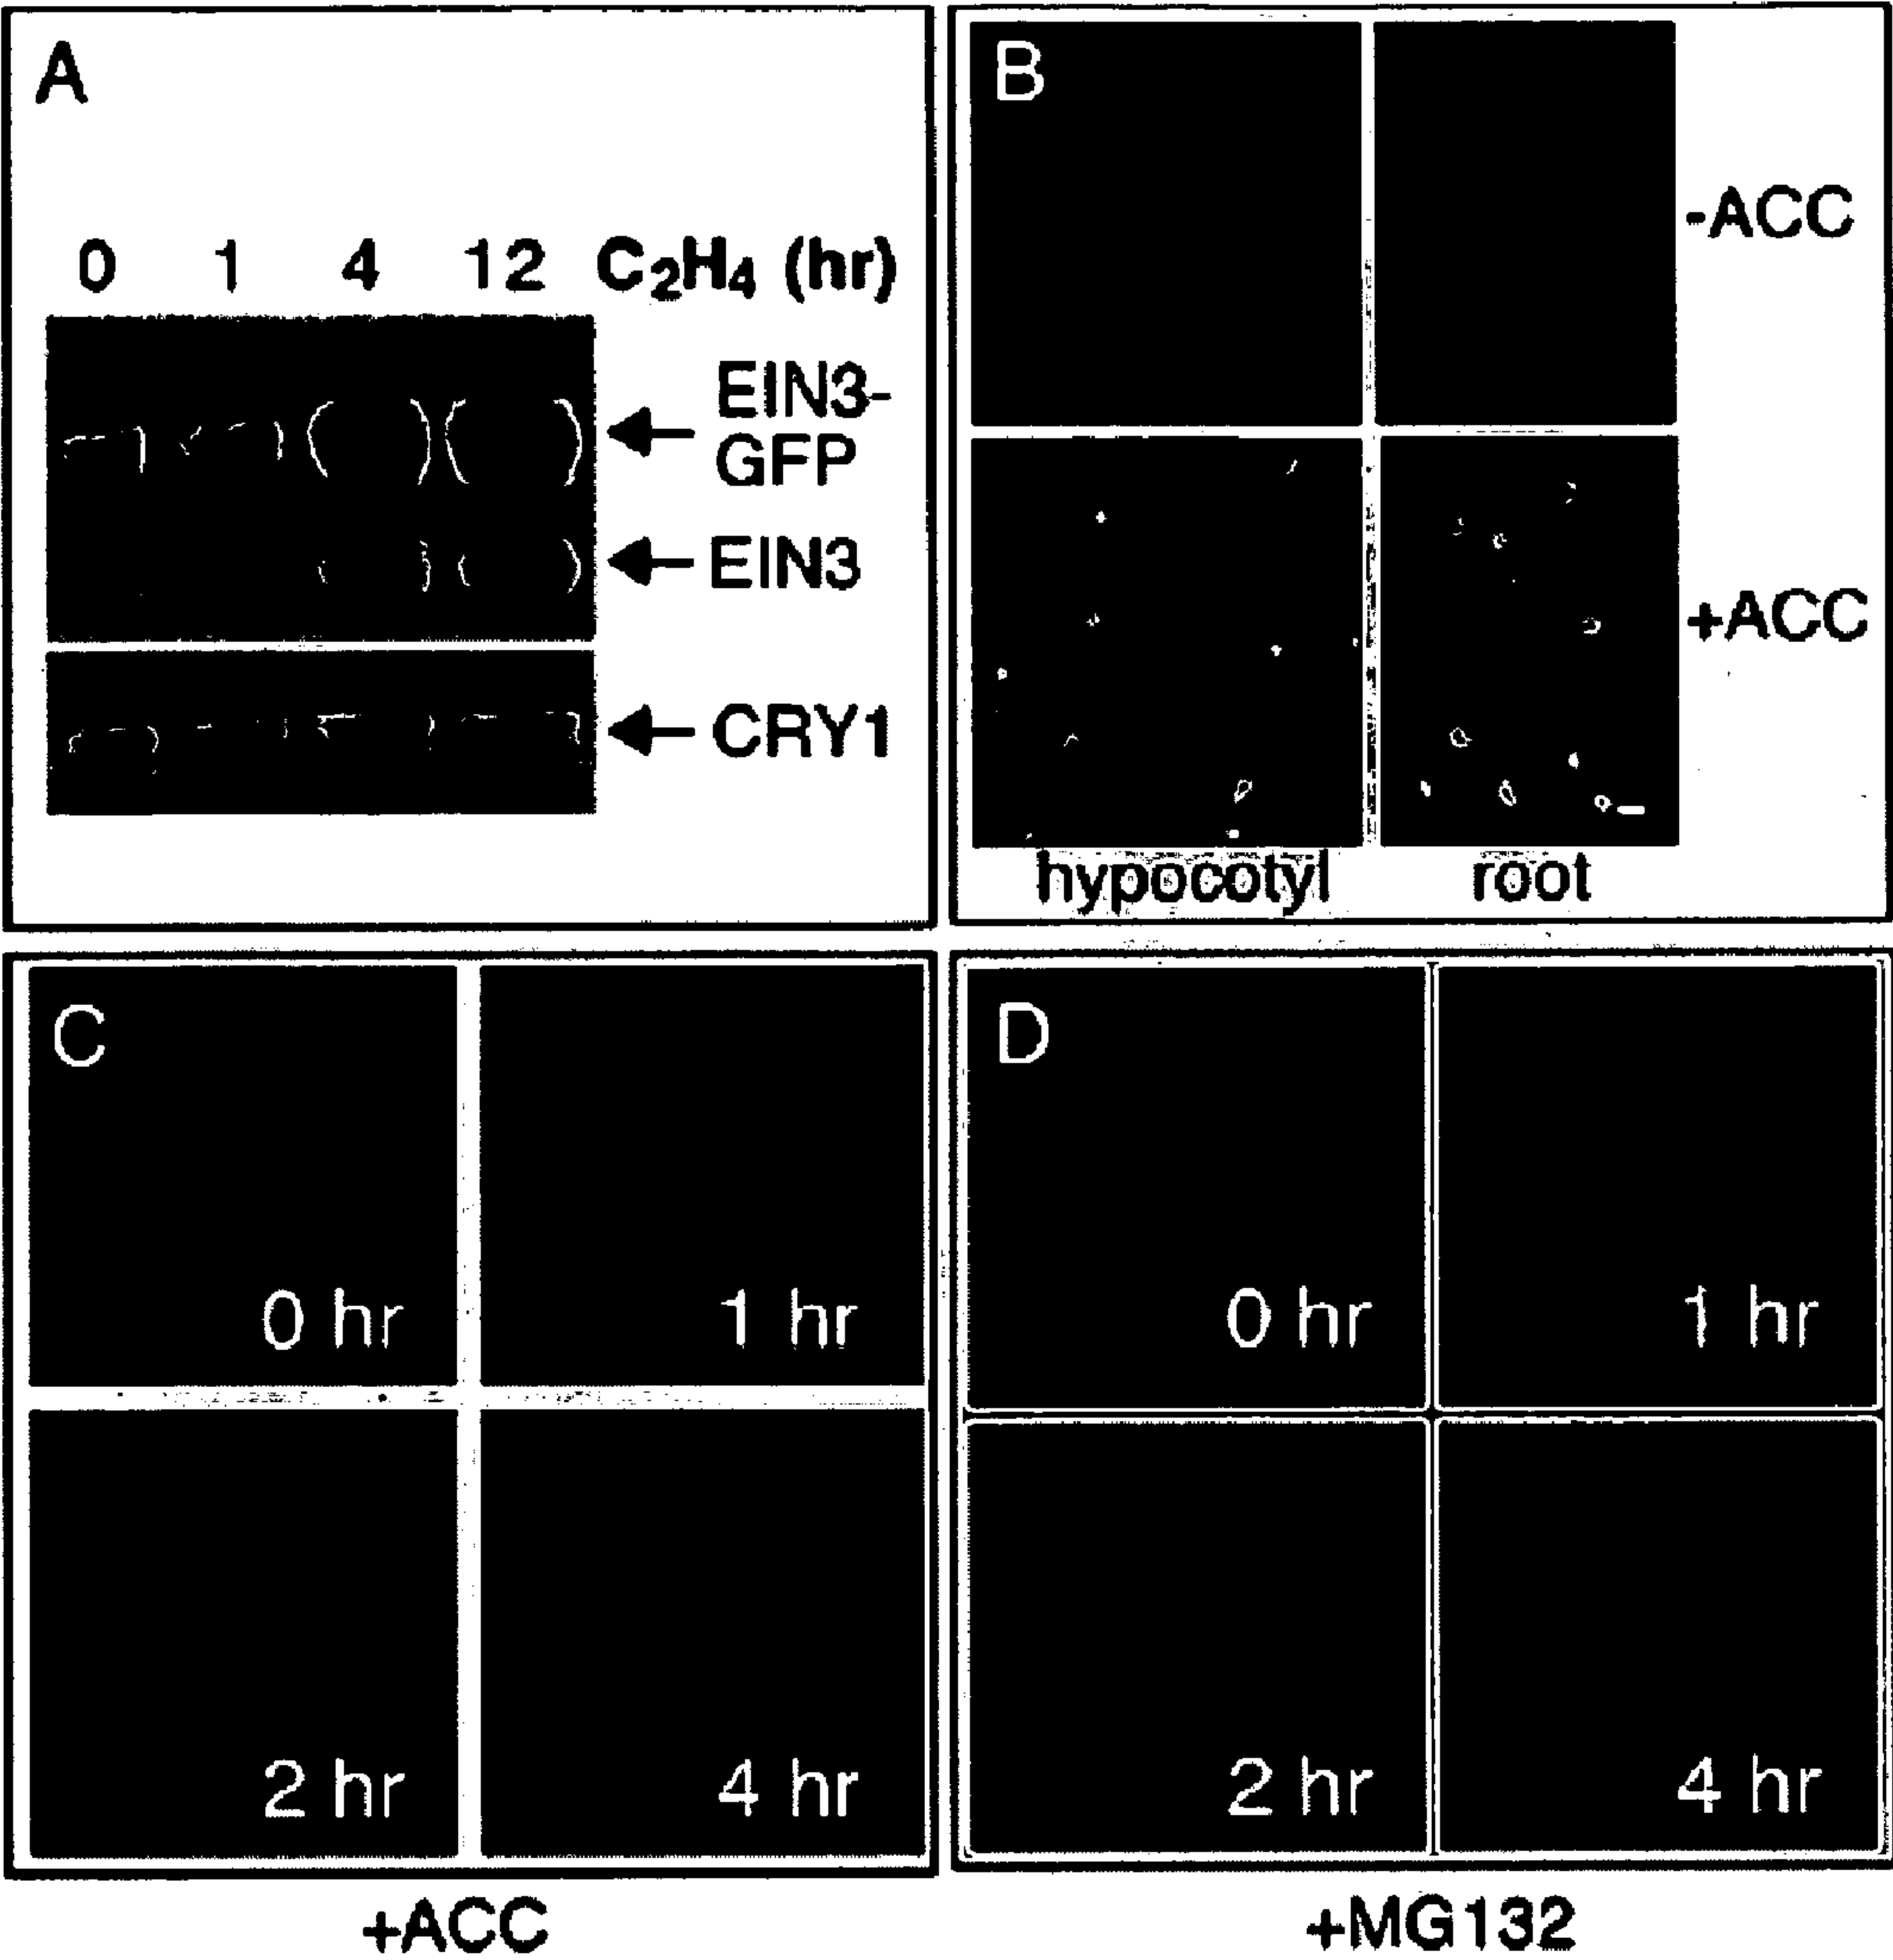 A
0 1 4 12 C₂H₄ (hr)
EIN3-
GFP
EIN3
CRY1
B
-ACC
+ACC
hypocotyl root
C
0 hr 1 hr
2 hr 4 hr
+ACC
D
0 hr 1 hr
2 hr 4 hr
+MG132